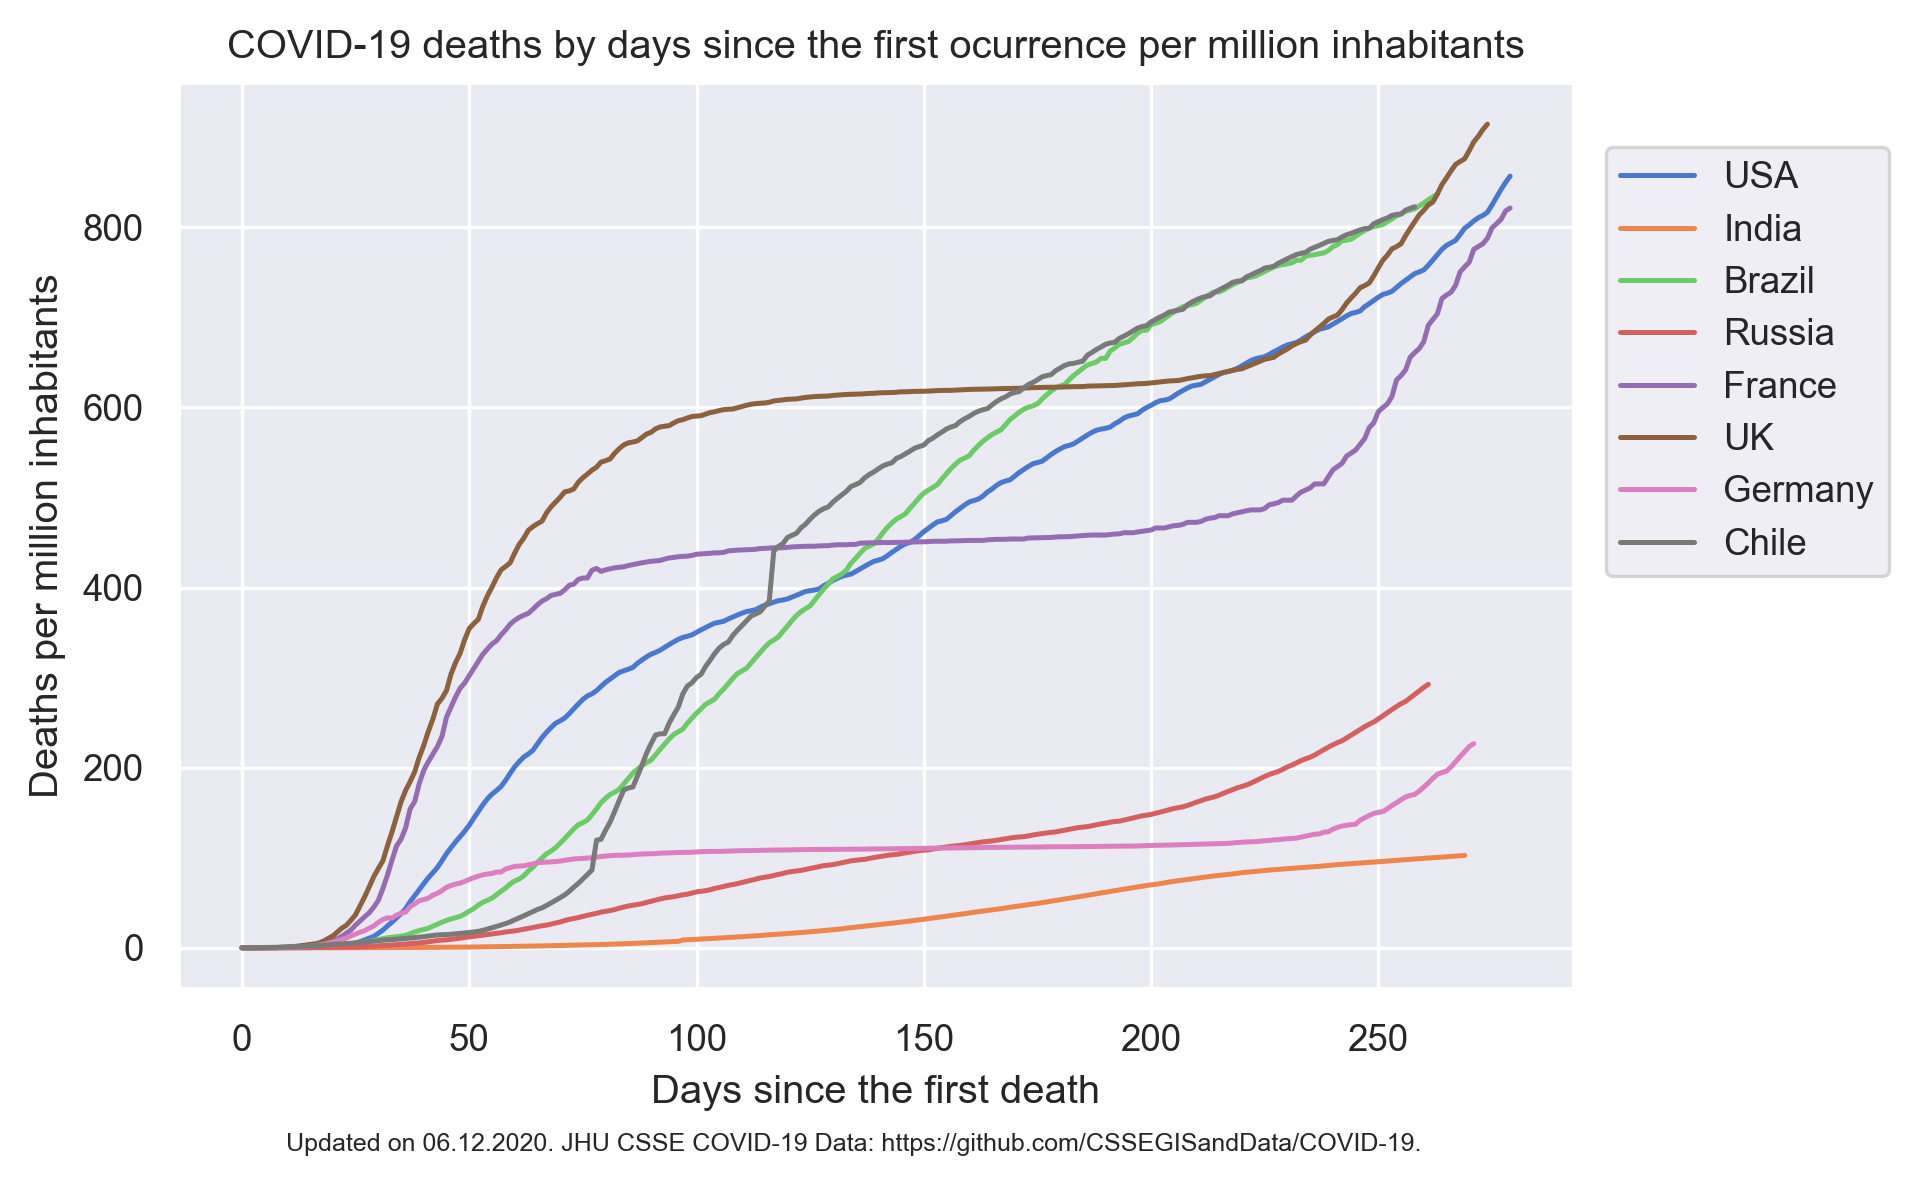 COVID-19 deaths by days since the first ocurrence per million inhabitants
Deaths per million inhabitants
800
600
400
200
0
0 50 100 150 200 250
Days since the first death
USA
India
Brazil
Russia
France
UK
Germany
Chile
Updated on 06.12.2020. JHU CSSE COVID-19 Data: https://github.com/CSSEGISandData/COVID-19.